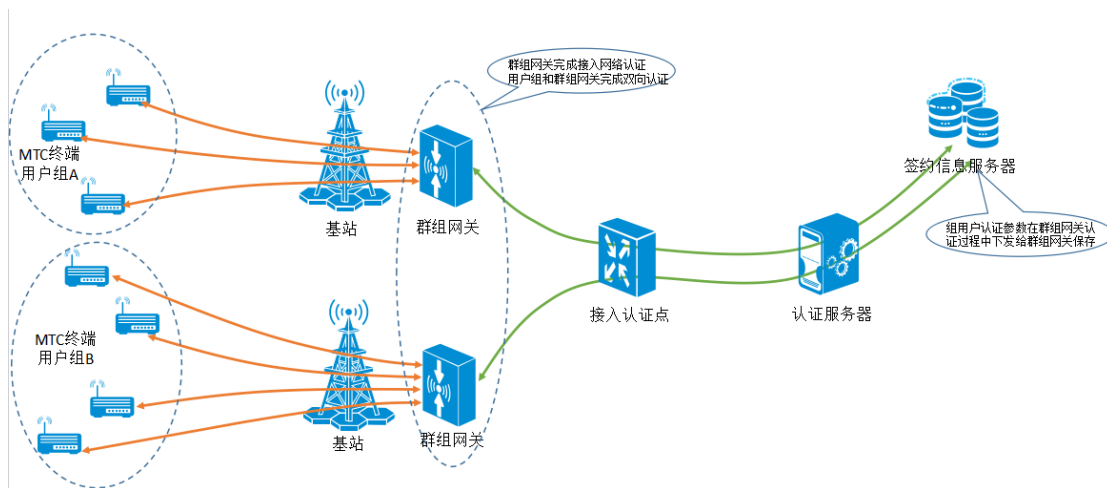 群组网关完成接入网络认证
用户组和群组网关完成双向认证
MTC终端
用户组A
基站
群组网关
签约信息服务器
组用户认证参数在群组网关认
证过程中下发给群组网关保存
接入认证点
认证服务器
MTC终端
用户组B
基站
群组网关